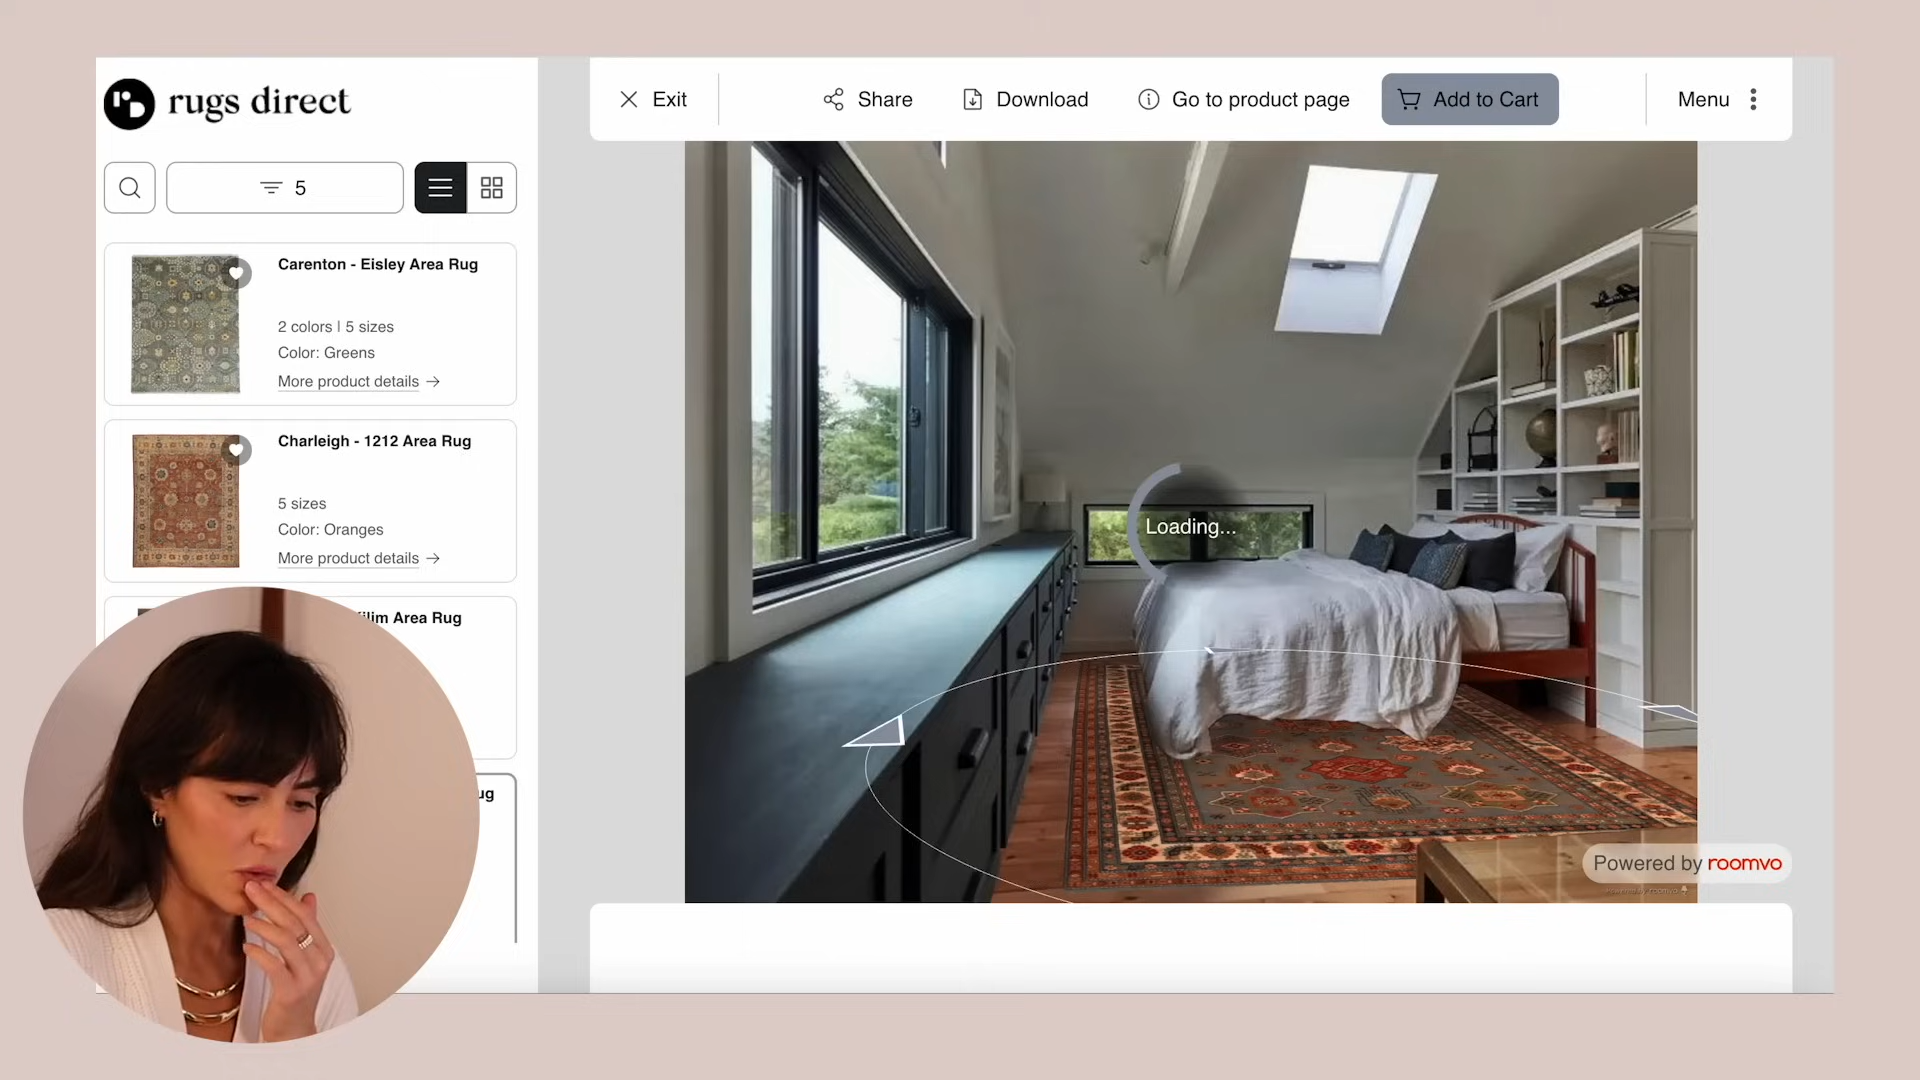 rugs direct
Exit
Share
Download
Go to product page
Add to Cart
Menu
5
Carenton - Eisley Area Rug
2 colors | 5 sizes
Color: Greens
More product details
Charleigh - 1212 Area Rug
5 sizes
Color: Oranges
More product details
Area Rug
Loading...
Powered by roomvo